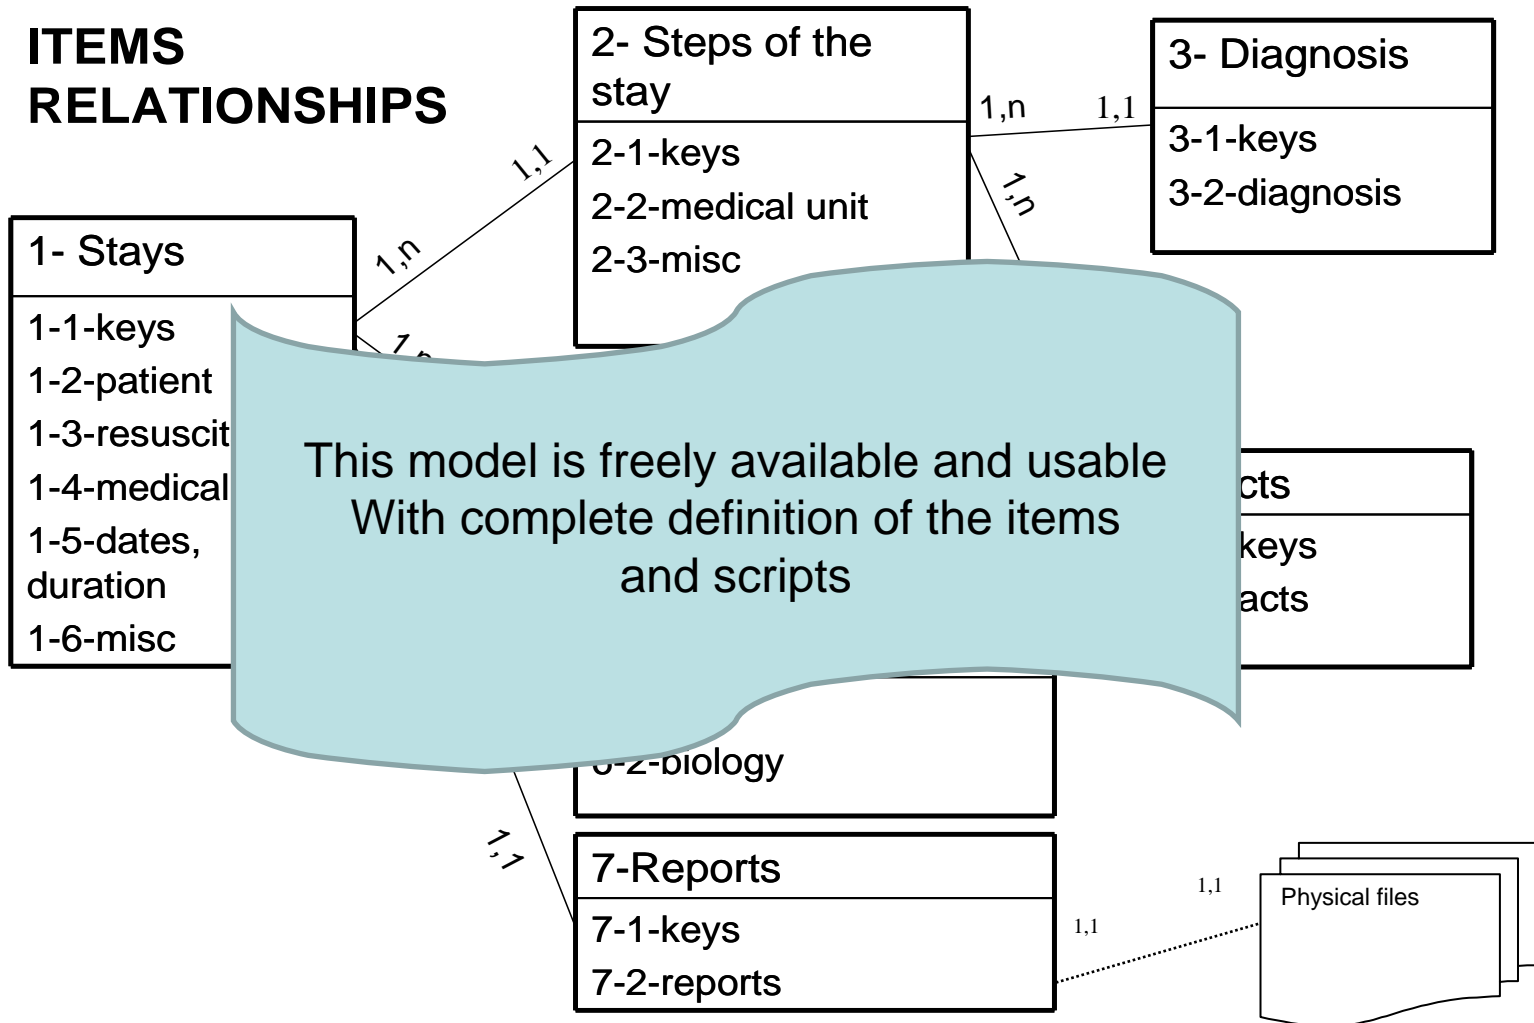 ITEMS
RELATIONSHIPS
2- Steps of the
stay
2-1-keys
2-2-medical unit
2-3-misc
3- Diagnosis
3-1-keys
3-2-diagnosis
1,n
1,1
1,n
1,1
1,n
1- Stays
1-1-keys
1-2-patient
1-3-resuscit
1-4-medical
1-5-dates,
duration
1-6-misc
This model is freely available and usable
With complete definition of the items
and scripts
cts
keys
acts
-2-biology
1,1
7-Reports
7-1-keys
7-2-reports
1,1
1,1
Physical files